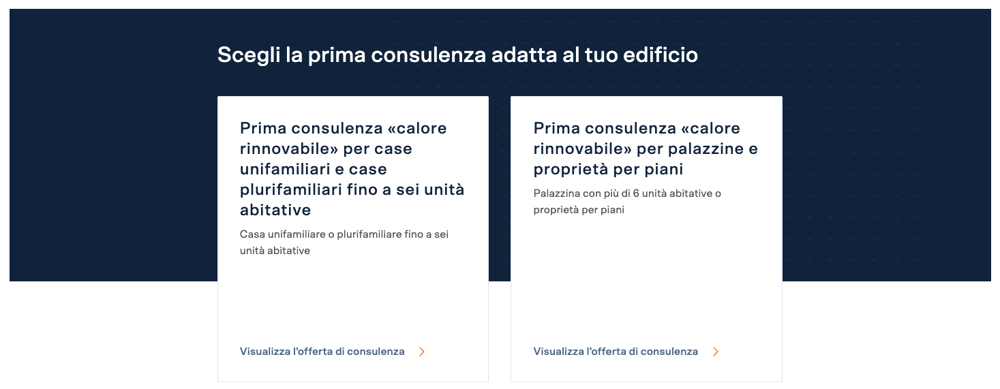 Scegli la prima consulenza adatta al tuo edificio
Prima consulenza «calore
rinnovabile» per case
unifamiliari e case
plurifamiliari fino a sei unità
abitative
Casa unifamiliare o plurifamiliare fino a sei
unità abitative
Visualizza l’offerta di consulenza
Prima consulenza «calore
rinnovabile» per palazzine e
proprietà per piani
Palazzina con più di 6 unità abitative o
proprietà per piani
Visualizza l’offerta di consulenza